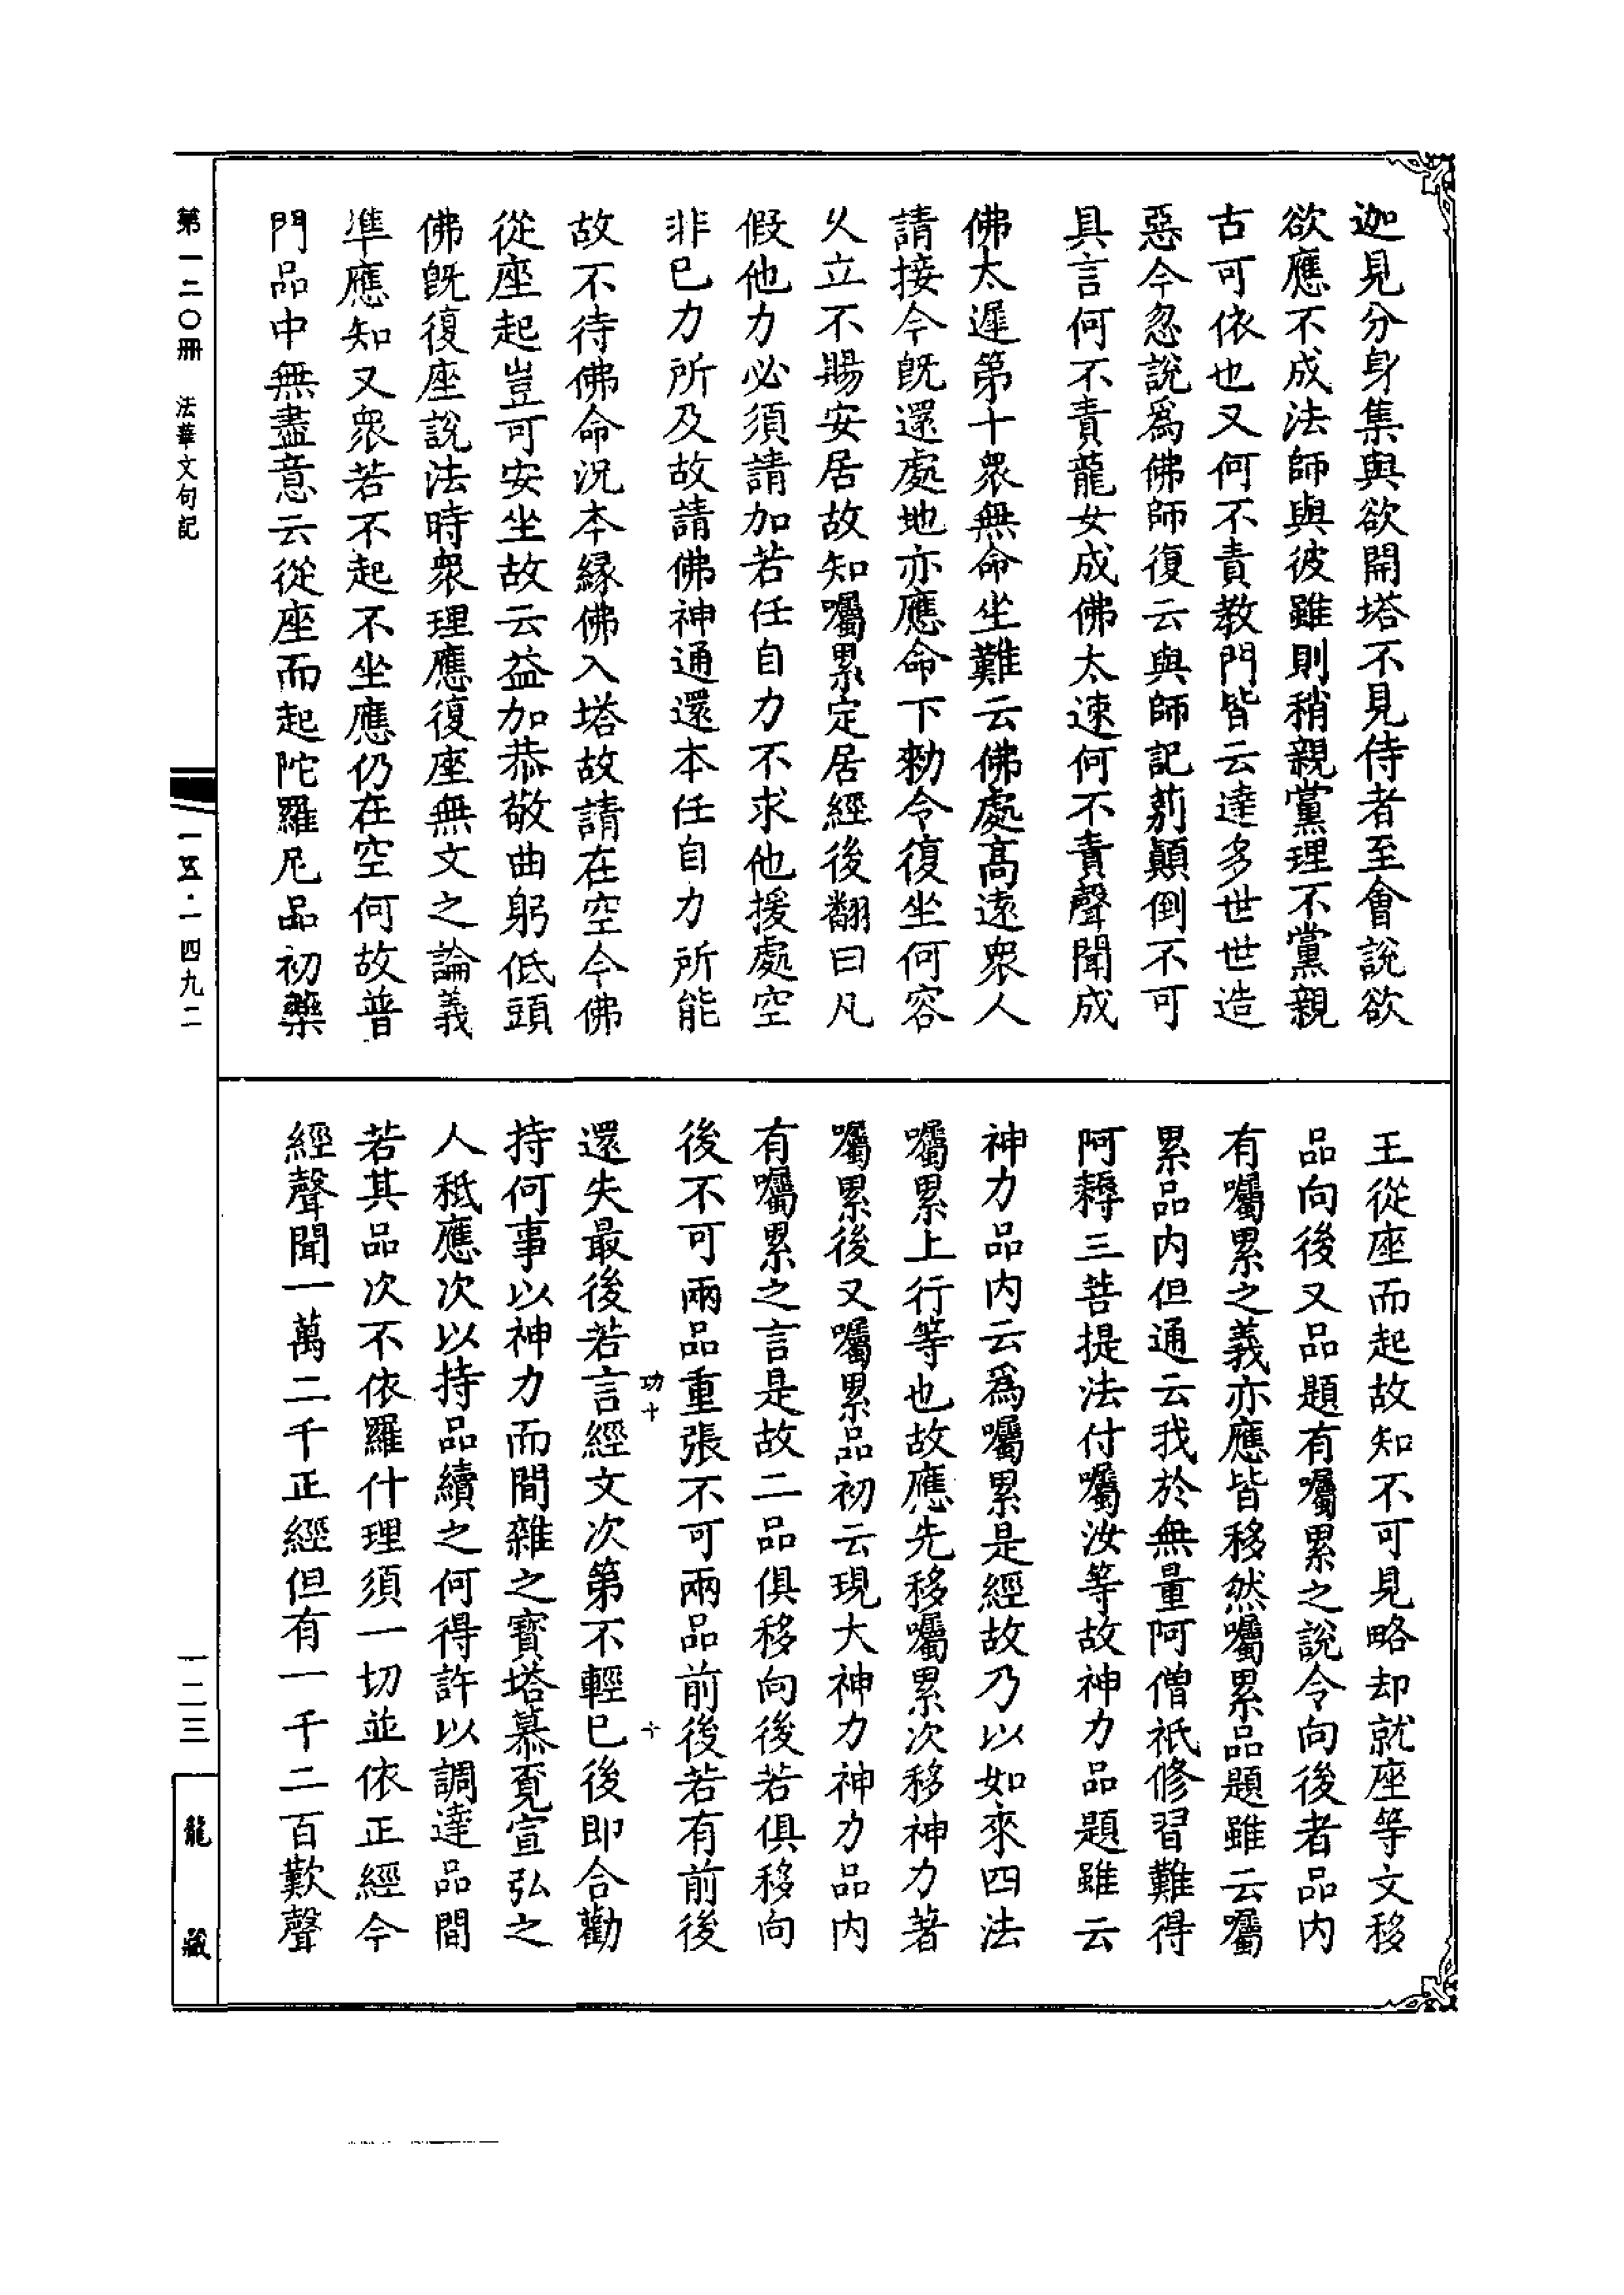 迦見分身集與欲開塔不見侍者至會說欲
欲應不成法師與彼雖則稍親黨理不黨親
古可依也又何不責教門皆云達多世世造
惡今忽說爲佛師復云與師記莂顛倒不可
具言何不責龍女成佛太速何不責聲聞成
佛太遲第十衆無命坐難云佛處高遠衆人
請接今旣還處地亦應命下勑令復坐何容
久立不賜安居故知囑累定居經後翻曰凡
假他力必須請加若任自力不求他援處空
非已力所及故請佛神通還本任自力所能
故不待佛命況本緣佛入塔故請在空今佛
從座起豈可安坐故云益加恭敬曲躬低頭
佛旣復座說法時衆理應復座無文之論義
準應知又衆若不起不坐應仍在空何故普
門品中無盡意云從座而起陀羅尼品初藥
王從座而起故知不可見略却就座等文移
品向後又品題有囑累之說令向後者品内
有囑累之義亦應皆移然囑累品題雖云囑
累品内但通云我於無量阿僧祇修習難得
阿耨三菩提法付囑汝等故神力品題雖云
神力品内云爲囑累是經故乃以如來四法
囑累上行等也故應先移囑累次移神力著
囑累後又囑累品初云現大神力神力品内
有囑累之言是故二品俱移向後若俱移向
後不可兩品重張不可兩品前後若有前後
還失最後若言經文次第不輕已後即合勸
持何事以神力而間雜之寶塔慕覓宣弘之
人秖應次以持品續之何得許以調達品間
若其品次不依羅什理須一切並依正經今
經聲聞一萬二千正經但有一千二百歎聲
功十
十
第一二〇冊 法華文句記
一五·一四九二
一二三
龍藏